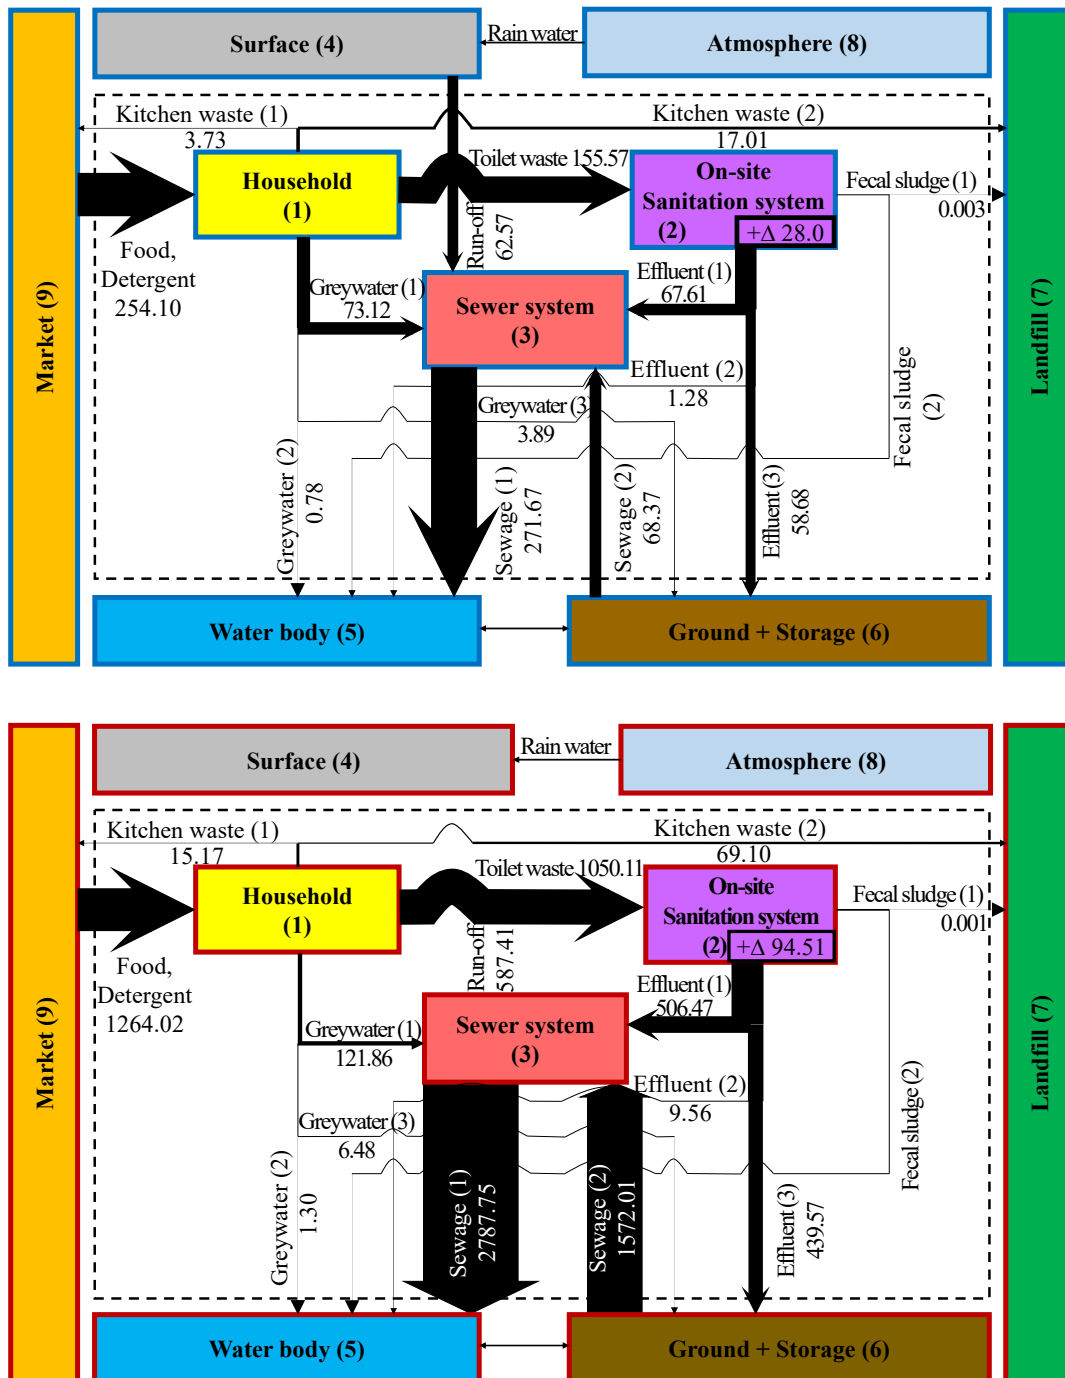 Surface (4)
Rain water
Atmosphere (8)
Market (9)
Landfill (7)
Kitchen waste (1)
3.73
Kitchen waste (2)
17.01
Household
(1)
Toilet waste 155.57
On-site
Sanitation system
(2)
+Δ 28.0
Fecal sludge (1)
0.003
Food,
Detergent
254.10
Run-off
62.57
Greywater (1)
73.12
Effluent (1)
67.61
Sewer system
(3)
Effluent (2)
1.28
Greywater (3)
3.89
Fecal sludge
(2)
Greywater (2)
0.78
Sewage (1)
271.67
Sewage (2)
68.37
Effluent (3)
58.68
Water body (5)
Ground + Storage (6)
Surface (4)
Rain water
Atmosphere (8)
Market (9)
Landfill (7)
Kitchen waste (1)
15.17
Kitchen waste (2)
69.10
Household
(1)
Toilet waste 1050.11
On-site
Sanitation system
(2)
+Δ 94.51
Fecal sludge (1)
0.001
Food,
Detergent
1264.02
Run-off
587.41
Greywater (1)
121.86
Effluent (1)
506.47
Sewer system
(3)
Effluent (2)
9.56
Greywater (3)
6.48
Fecal sludge (2)
Greywater (2)
1.30
Sewage (1)
2787.75
Sewage (2)
1572.01
Effluent (3)
439.57
Water body (5)
Ground + Storage (6)